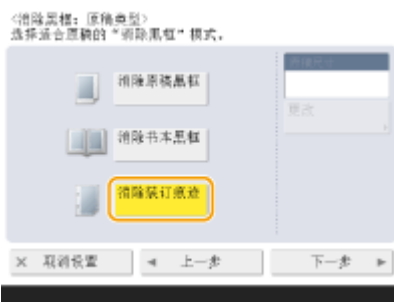 <消除黑框：原稿类型>
选择适合原稿的“消除黑框”模式。
消除原稿黑框
消除书本黑框
消除装订痕迹
更改
× 取消设置
◀ 上一步
下一步 ▶